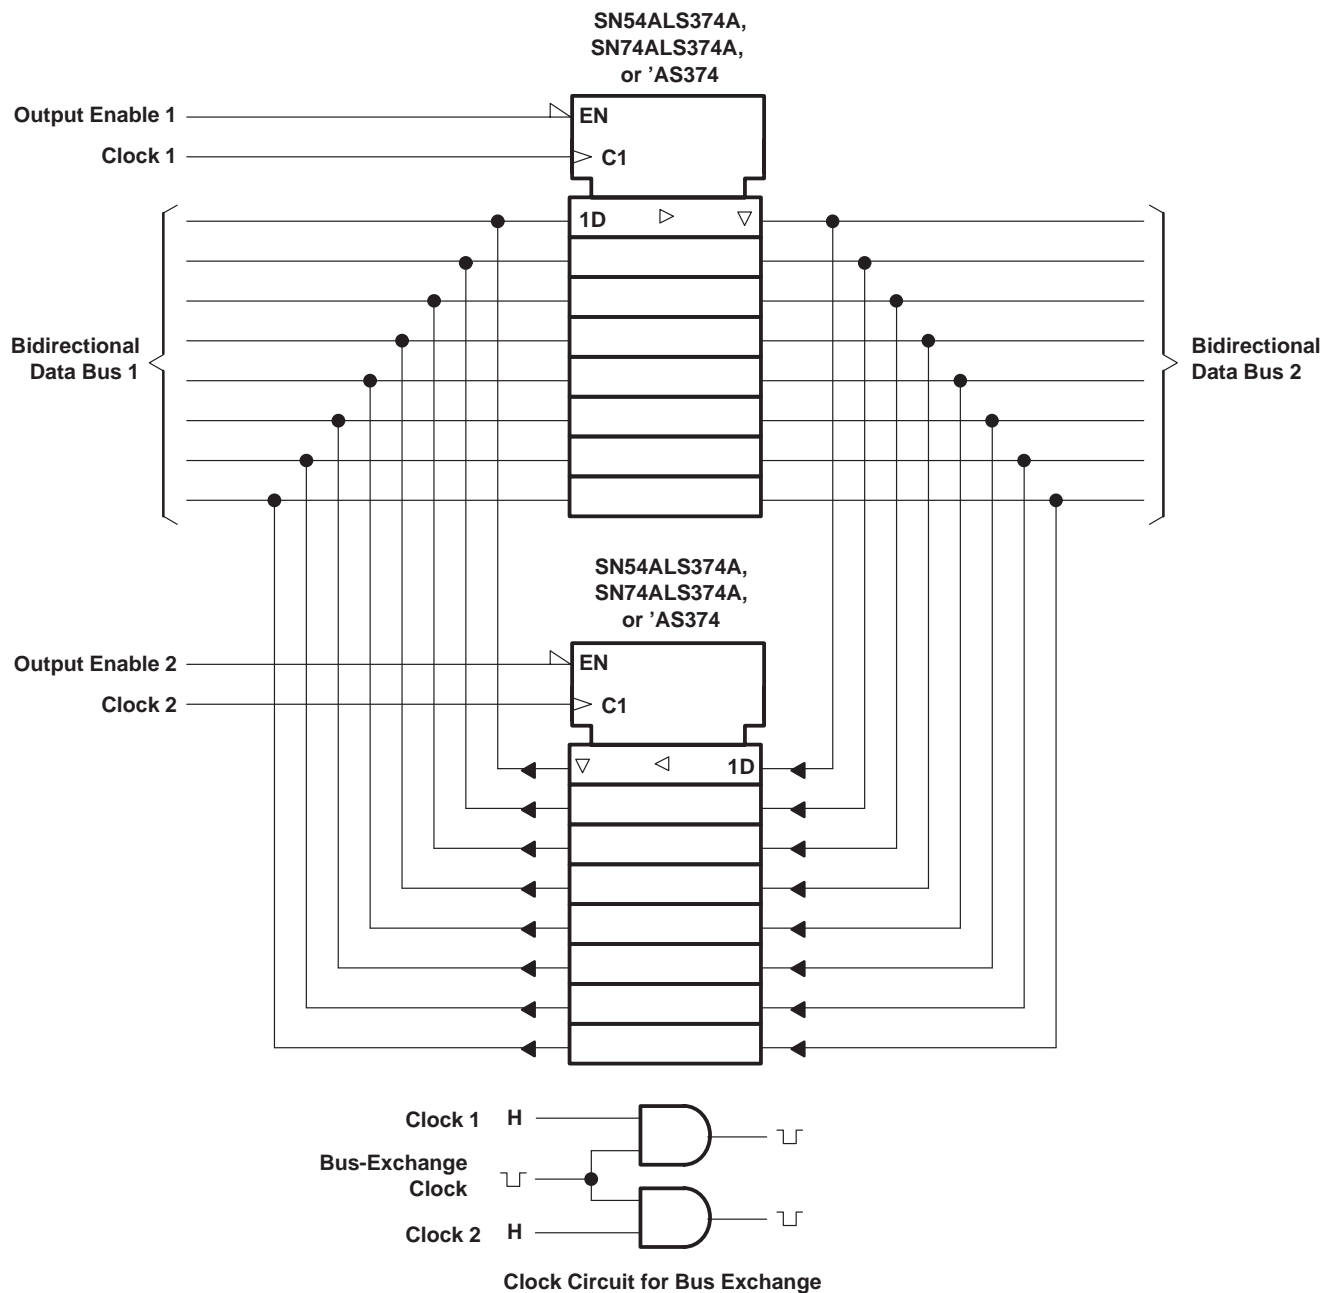 SN54ALS374A,
SN74ALS374A,
or ’AS374
Output Enable 1
EN
Clock 1
C1
1D
Bidirectional
Data Bus 1
Bidirectional
Data Bus 2
SN54ALS374A,
SN74ALS374A,
or ’AS374
Output Enable 2
EN
Clock 2
C1
1D
Clock 1 H
Bus-Exchange
Clock
Clock 2 H
Clock Circuit for Bus Exchange